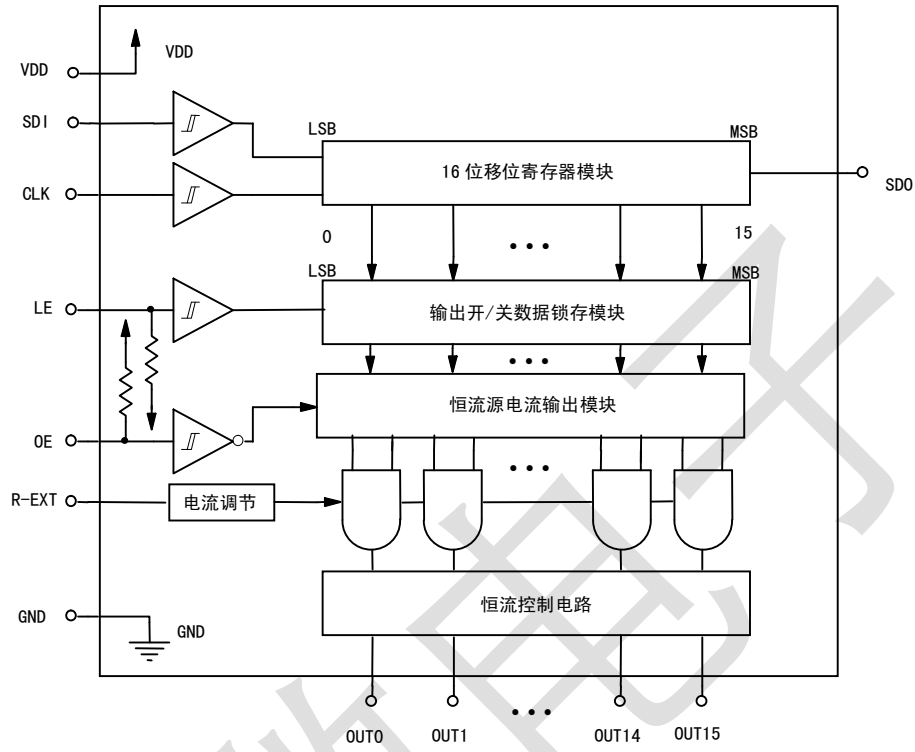 VDD
VDD
SDI
LSB
MSB
16位移位寄存器模块
CLK
SDO
0
15
LSB
MSB
LE
输出开/关数据锁存模块
恒流源电流输出模块
OE
R-EXT
电流调节
恒流控制电路
GND
GND
OUT0
OUT1
OUT14
OUT15
电子